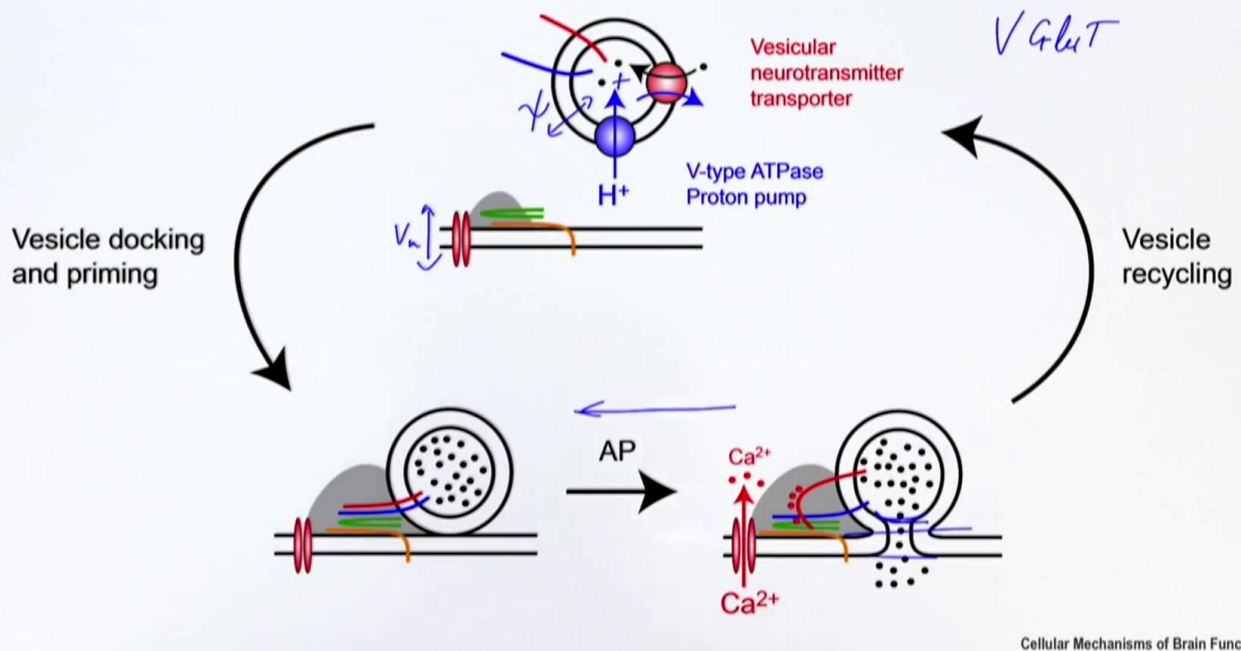 V GluT
Vesicular
neurotransmitter
transporter
ψ
+
V-type ATPase
Proton pump
H+
Vm
Vesicle docking
and priming
Vesicle
recycling
AP
Ca²⁺
Ca²⁺
Cellular Mechanisms of Brain Func